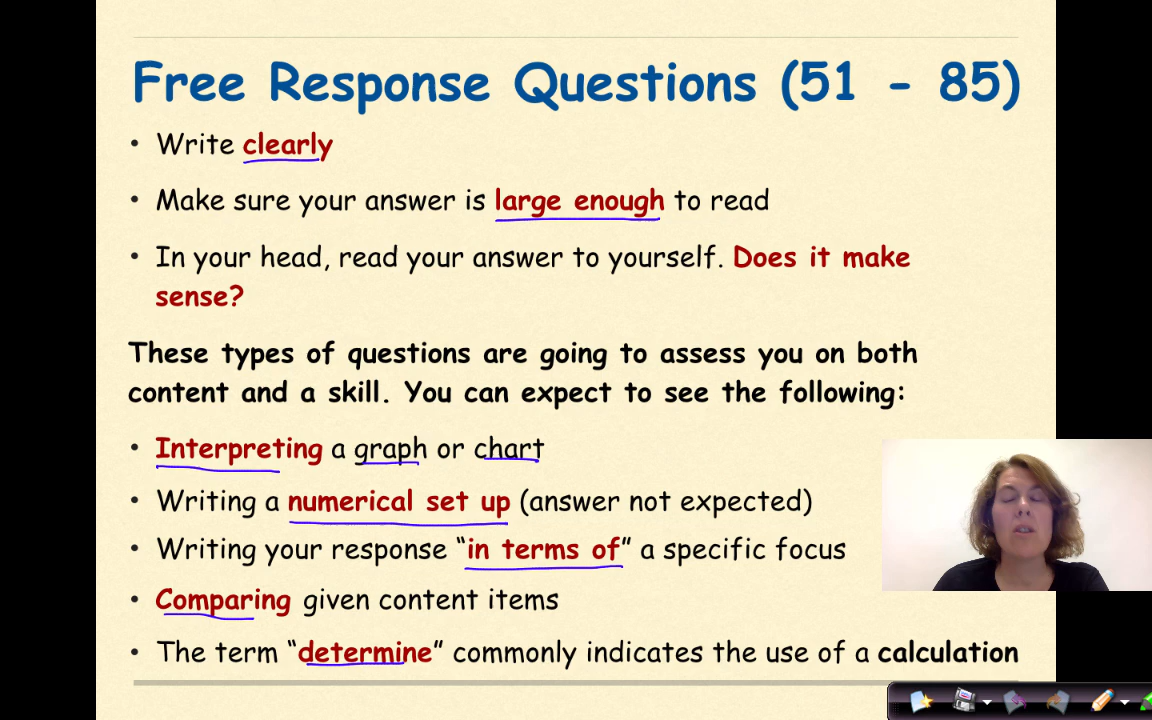 Free Response Questions (51 - 85)
• Write clearly
• Make sure your answer is large enough to read
• In your head, read your answer to yourself. Does it make
sense?
These types of questions are going to assess you on both
content and a skill. You can expect to see the following:
• Interpreting a graph or chart
• Writing a numerical set up (answer not expected)
• Writing your response “in terms of” a specific focus
• Comparing given content items
• The term “determine” commonly indicates the use of a calculation